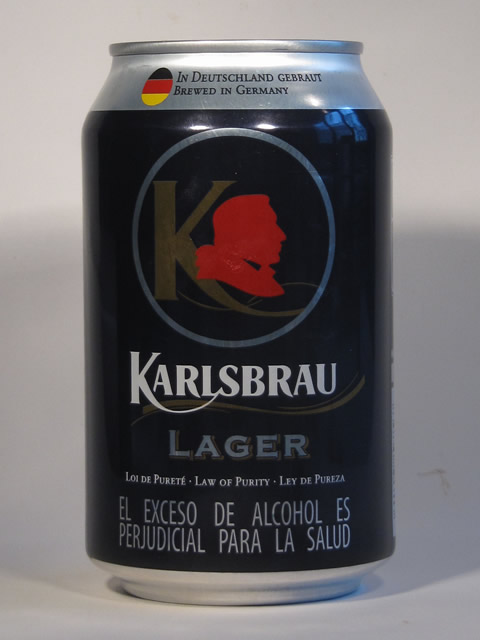 IN DEUTSCHLAND GEBRAUT
BREWED IN GERMANY
K
KARLSBRAU
LAGER
LOI DE PURETÉ · LAW OF PURITY · LEY DE PUREZA
EL EXCESO DE ALCOHOL ES
PERJUDICIAL PARA LA SALUD